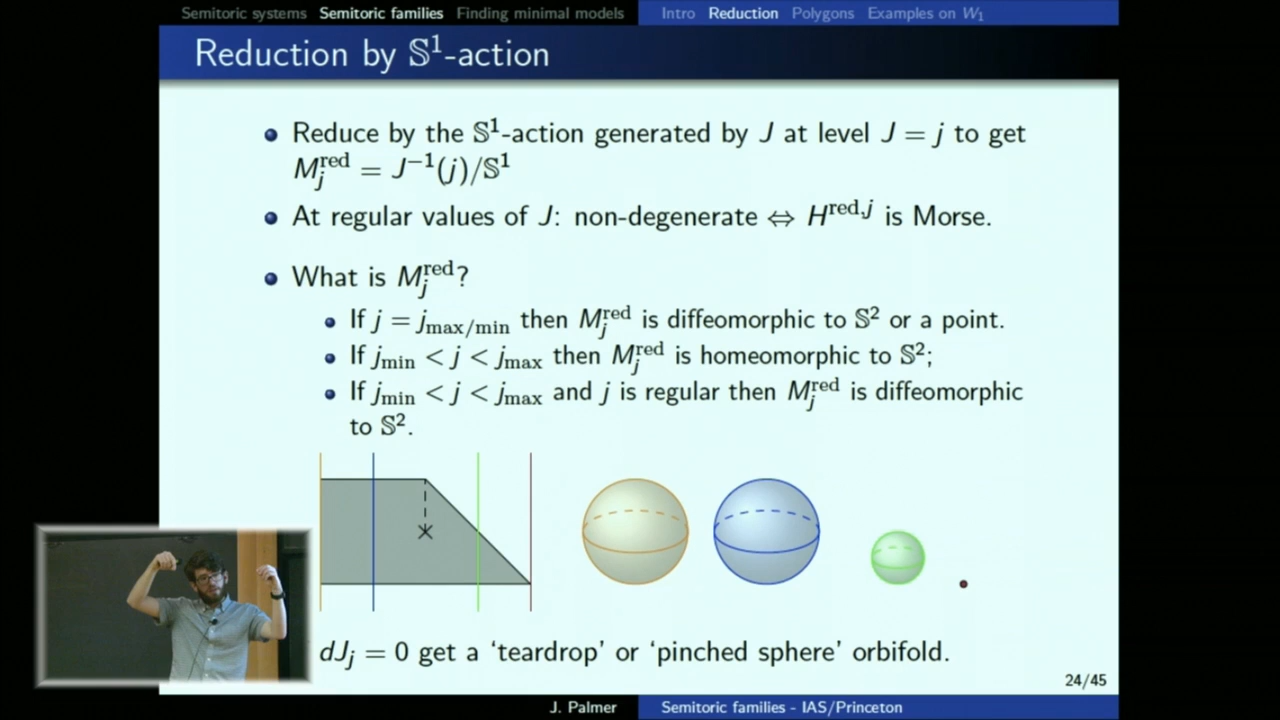 Semitoric systems Semitoric families Finding minimal models Intro Reduction Polygons Examples on W₁
Reduction by 𝕊¹-action
Reduce by the 𝕊¹-action generated by J at level J = j to get
M_j^red = J⁻¹(j)/𝕊¹
At regular values of J: non-degenerate ⇔ H^red,j is Morse.
What is M_j^red?
If j = j_max/min then M_j^red is diffeomorphic to 𝕊² or a point.
If j_min < j < j_max then M_j^red is homeomorphic to 𝕊²;
If j_min < j < j_max and j is regular then M_j^red is diffeomorphic
to 𝕊².
dJ_j = 0 get a ‘teardrop’ or ‘pinched sphere’ orbifold.
24/45
J. Palmer Semitoric families - IAS/Princeton